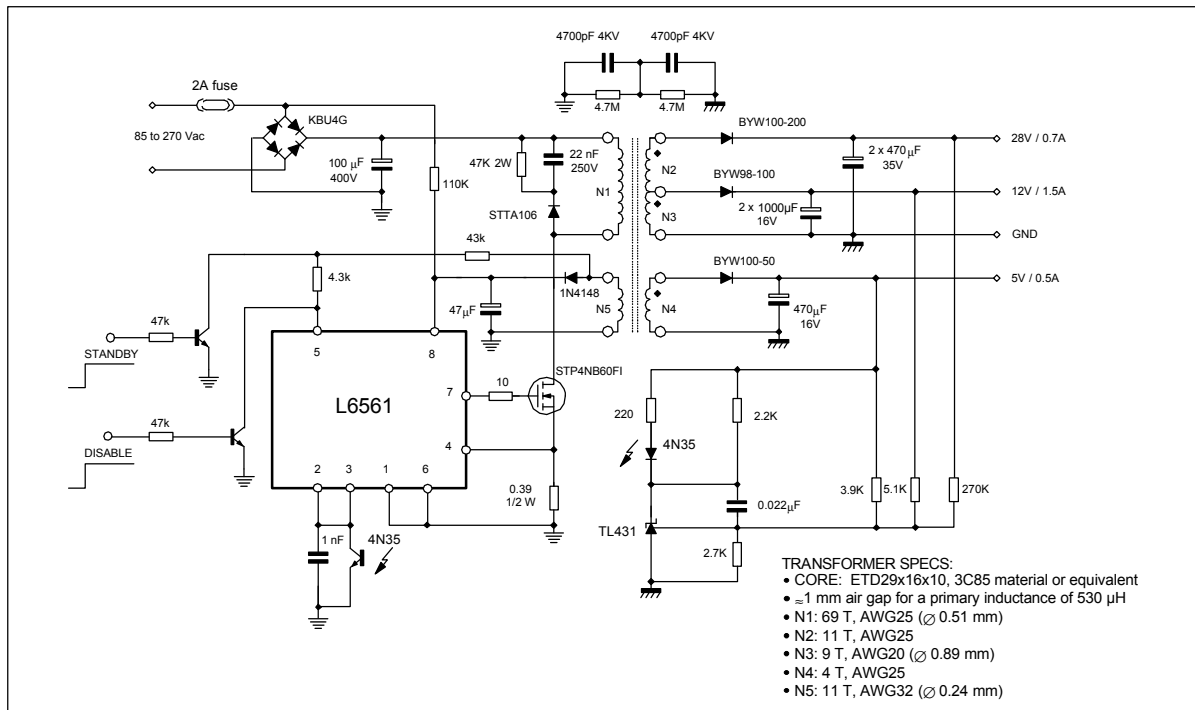 4700pF 4KV 4700pF 4KV
4.7M 4.7M
2A fuse
KBU4G
85 to 270 Vac
100 µF
400V
110K
47K 2W
22 nF
250V
STTA106
N1
N2
N3
N5
N4
BYW100-200
2 x 470µF
35V
28V / 0.7A
BYW98-100
2 x 1000µF
16V
12V / 1.5A
GND
BYW100-50
470µF
16V
5V / 0.5A
43k
4.3k
1N4148
47µF
47k
STANDBY
47k
DISABLE
5
8
L6561
7
4
2
3
1
6
10
STP4NB60FI
0.39
1/2 W
1 nF
4N35
220
2.2K
4N35
0.022µF
TL431
2.7K
3.9K
5.1K
270K
TRANSFORMER SPECS:
• CORE: ETD29x16x10, 3C85 material or equivalent
• ≈1 mm air gap for a primary inductance of 530 µH
• N1: 69 T, AWG25 (∅ 0.51 mm)
• N2: 11 T, AWG25
• N3: 9 T, AWG20 (∅ 0.89 mm)
• N4: 4 T, AWG25
• N5: 11 T, AWG32 (∅ 0.24 mm)